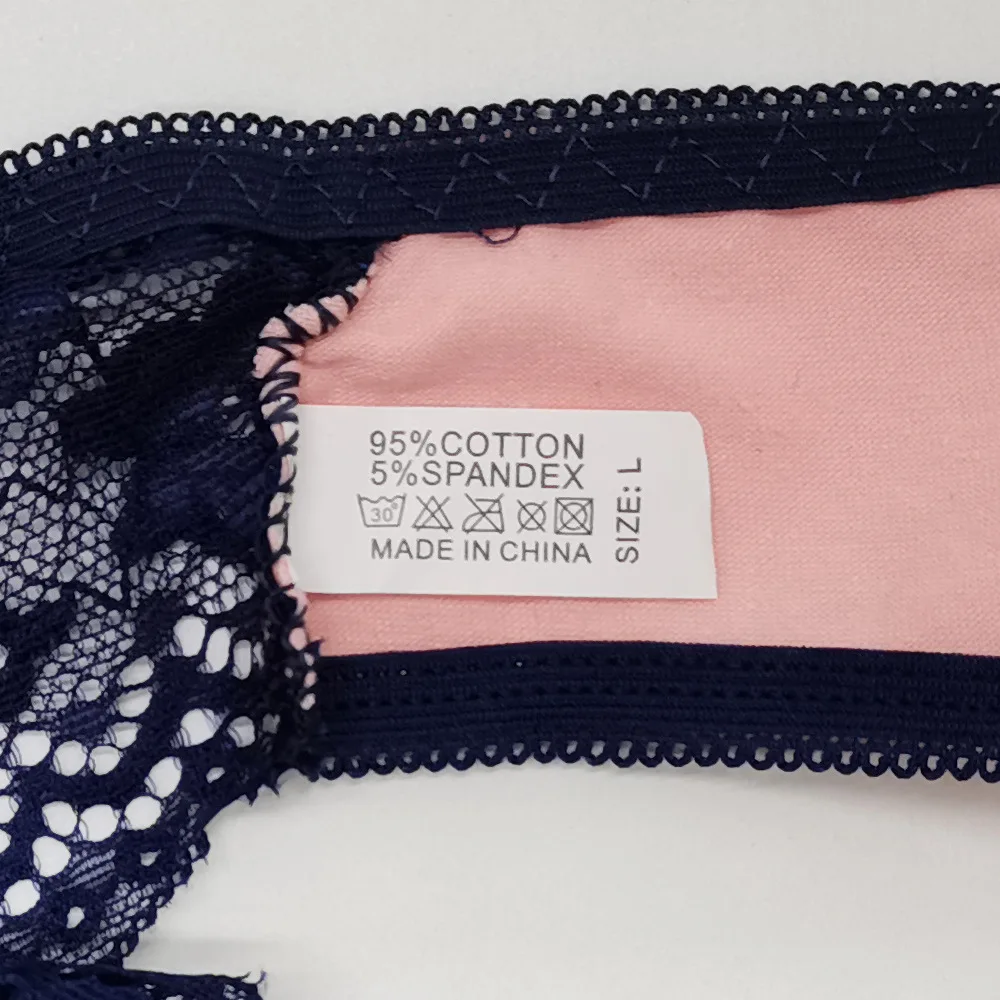 95%COTTON
5%SPANDEX
30°
MADE IN CHINA
SIZE: L